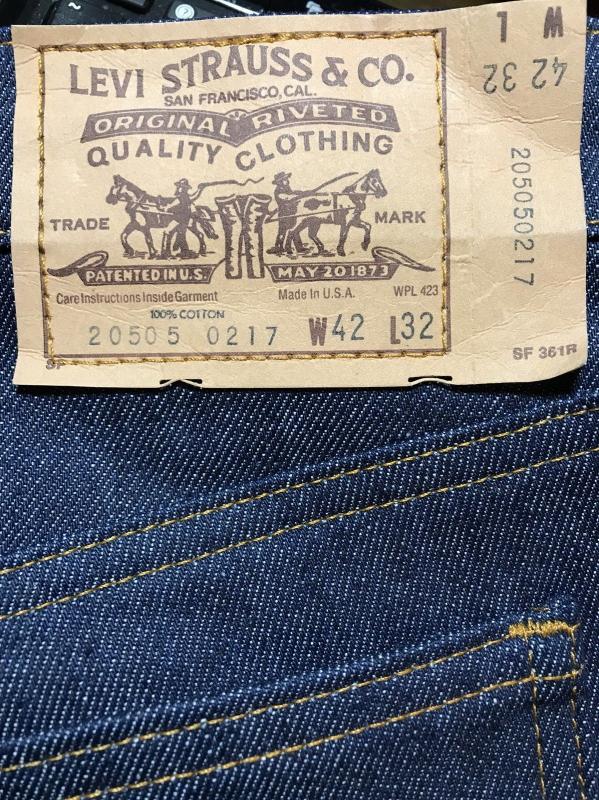 LEVI STRAUSS & CO.
SAN FRANCISCO, CAL.
ORIGINAL RIVETED
QUALITY CLOTHING
TRADE MARK
PATENTED IN U.S. MAY 20 1873
Care Instructions Inside Garment Made in U.S.A. WPL 423
100% COTTON
20505 0217 W42 L32
SF
SF 361R
W L
42 32
205050217